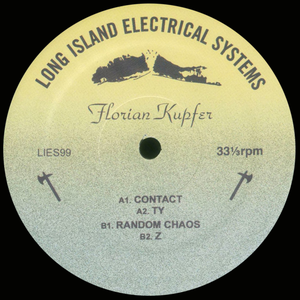 LONG ISLAND ELECTRICAL SYSTEMS
Florian Kupfer
LIES99
33⅓rpm
A1. CONTACT
A2. TY
B1. RANDOM CHAOS
B2. Z